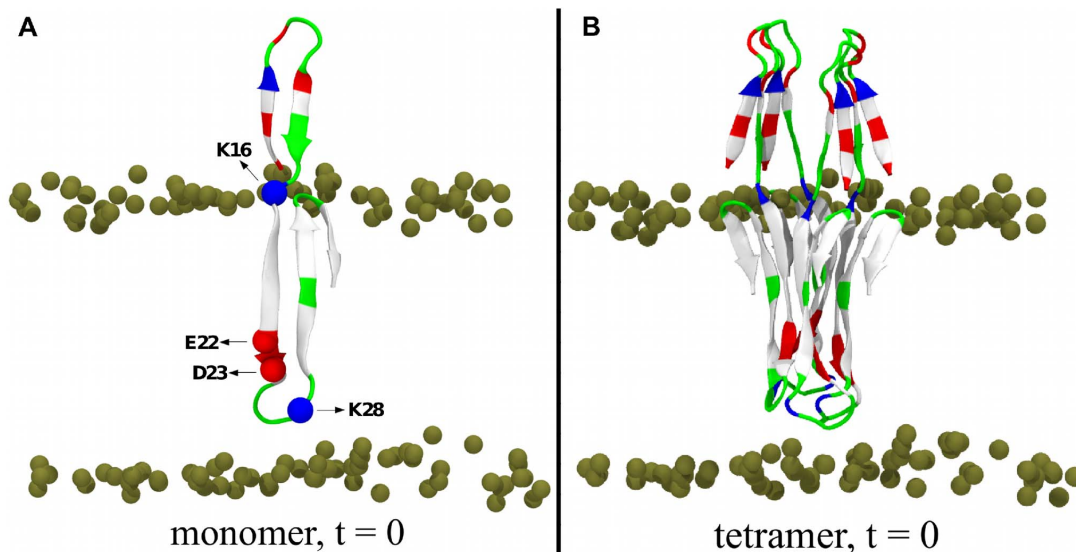 A
B
K16
E22
D23
K28
monomer, t = 0
tetramer, t = 0